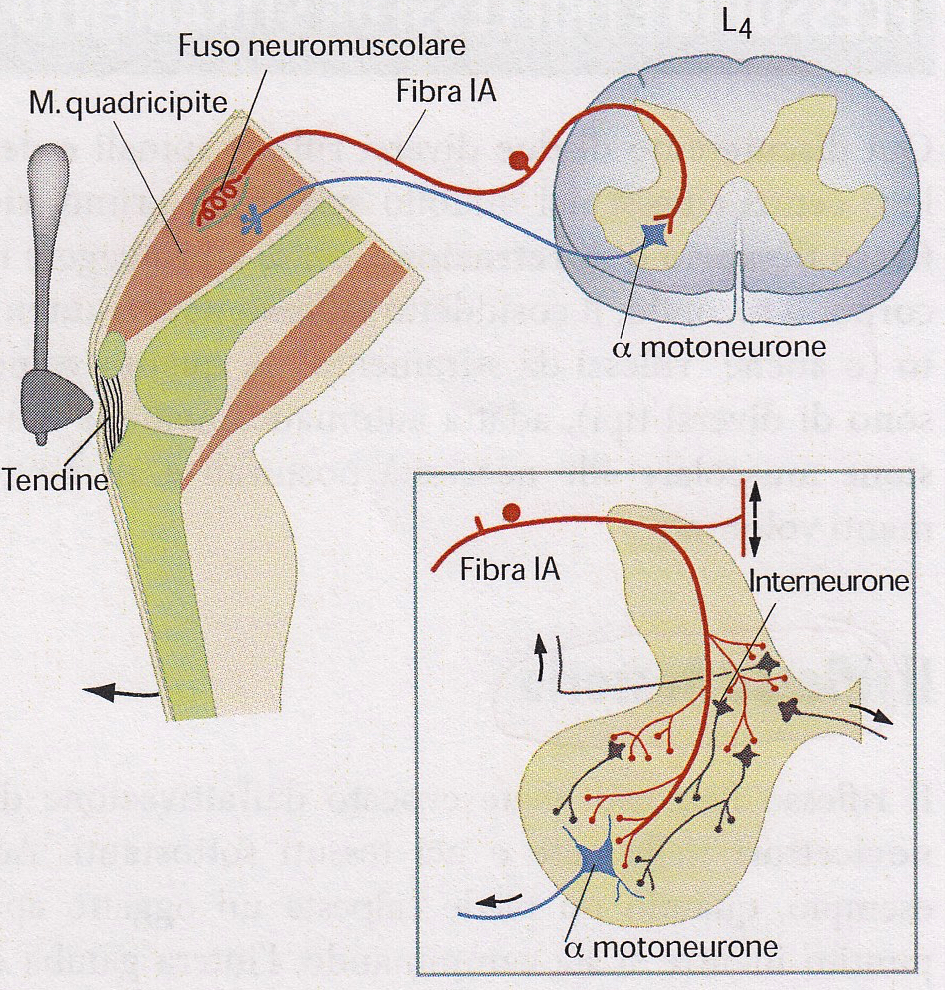 L4
Fuso neuromuscolare
M. quadricipite
Fibra IA
α motoneurone
Tendine
Fibra IA
Interneurone
α motoneurone